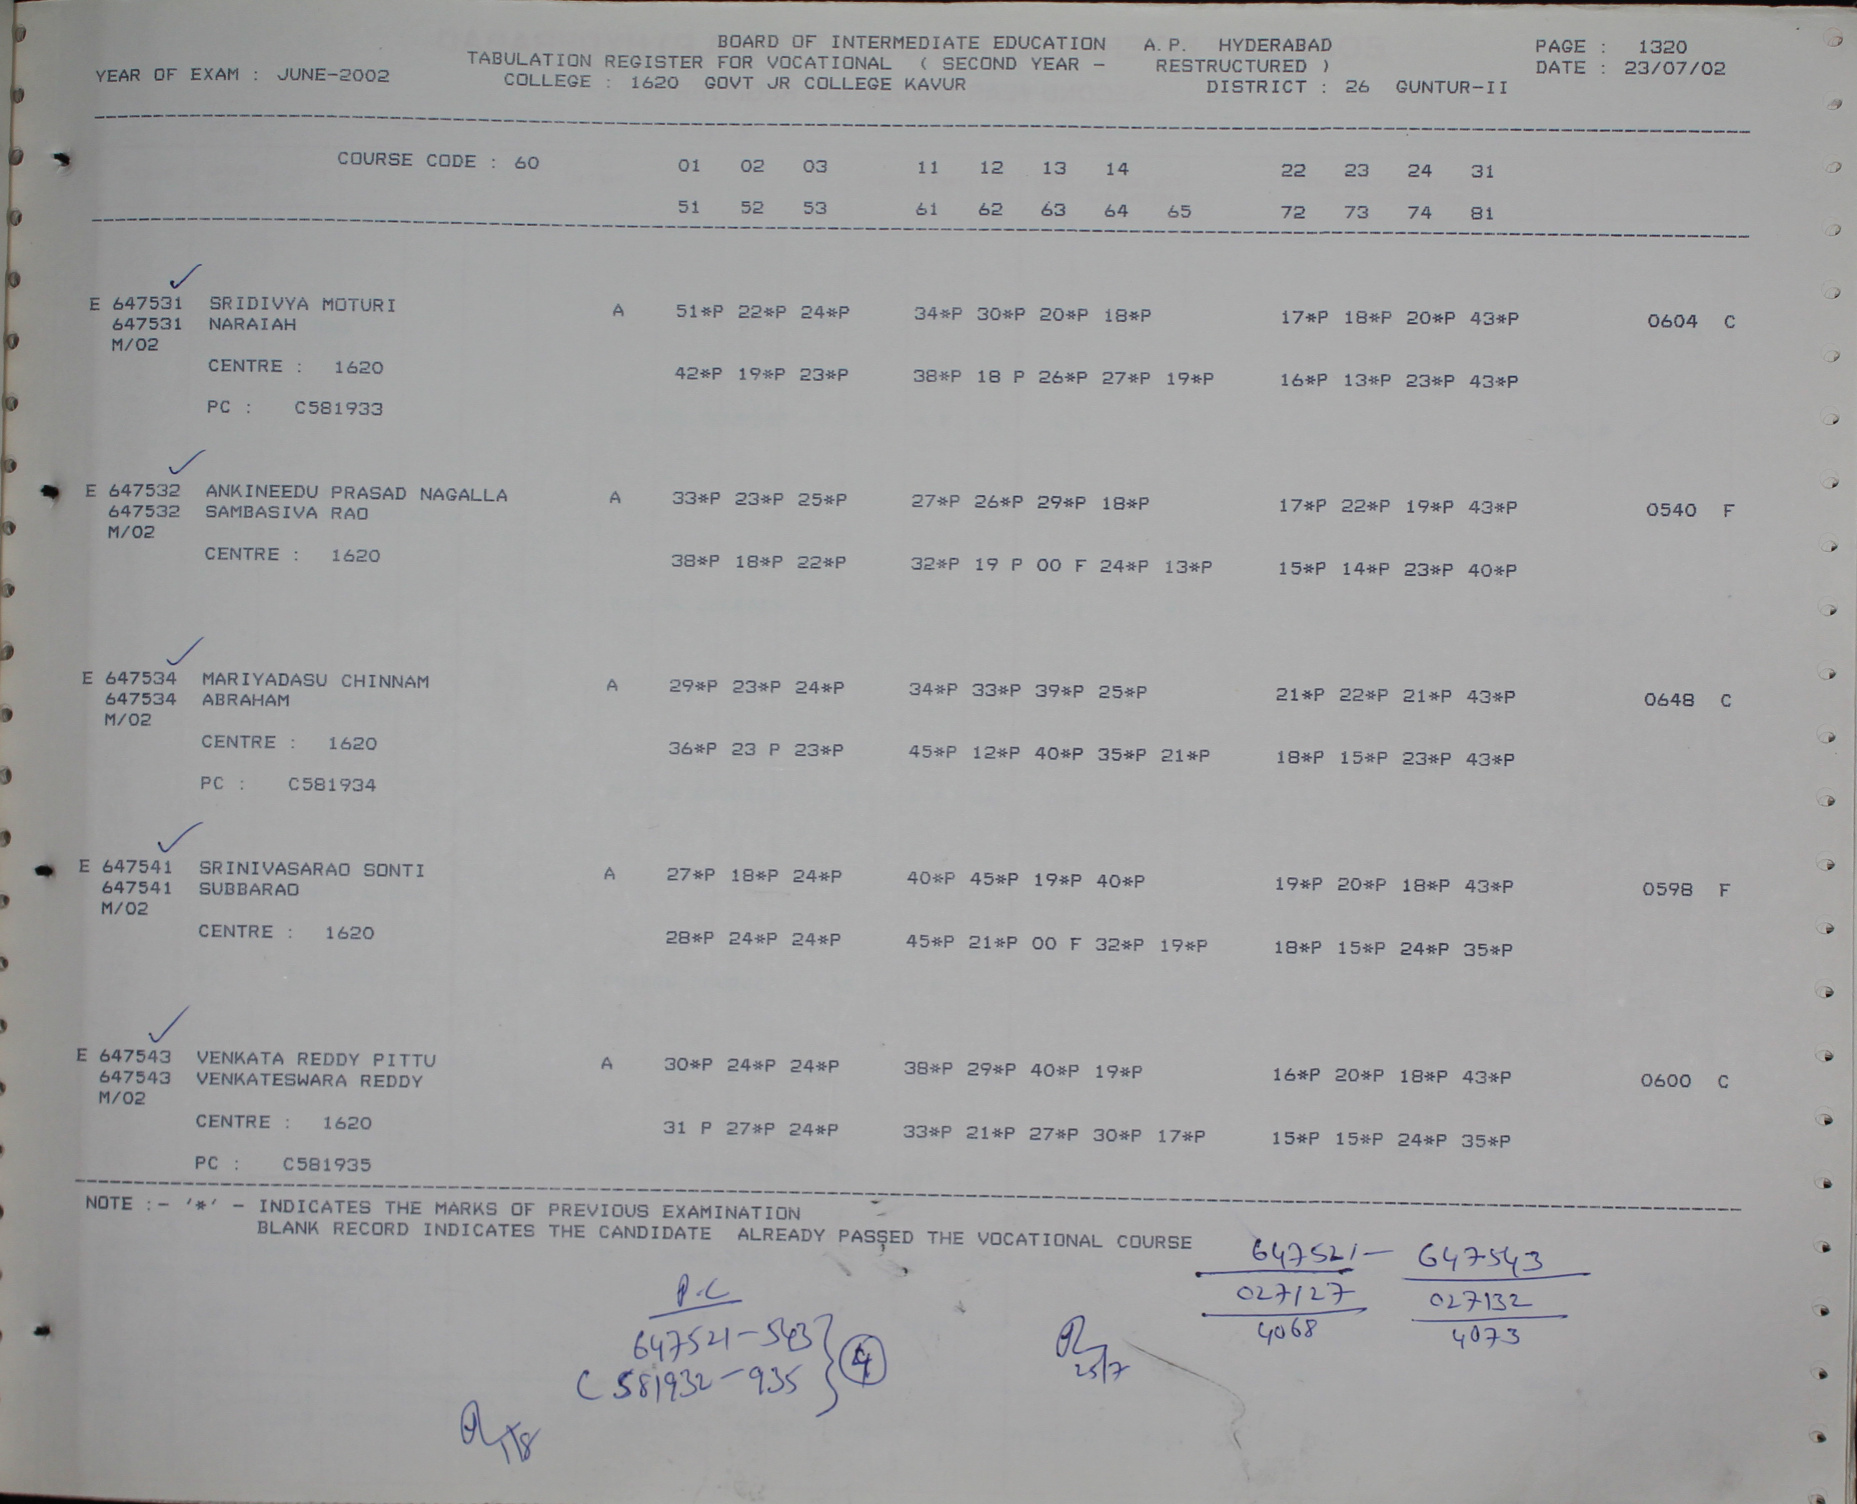 BOARD OF INTERMEDIATE EDUCATION A.P. HYDERABAD PAGE : 1320
TABULATION REGISTER FOR VOCATIONAL ( SECOND YEAR - RESTRUCTURED ) DATE : 23/07/02
YEAR OF EXAM : JUNE-2002 COLLEGE : 1620 GOVT JR COLLEGE KAVUR DISTRICT : 26 GUNTUR-II
COURSE CODE : 60 01 02 03 11 12 13 14 22 23 24 31
51 52 53 61 62 63 64 65 72 73 74 81
E 647531 SRIDIVYA MOTURI A 51*P 22*P 24*P 34*P 30*P 20*P 18*P 17*P 18*P 20*P 43*P 0604 C
647531 NARAIAH
M/02
CENTRE : 1620 42*P 19*P 23*P 38*P 18 P 26*P 27*P 19*P 16*P 13*P 23*P 43*P
PC : C581933
E 647532 ANKINEEDU PRASAD NAGALLA A 33*P 23*P 25*P 27*P 26*P 29*P 18*P 17*P 22*P 19*P 43*P 0540 F
647532 SAMBASIVA RAO
M/02
CENTRE : 1620 38*P 18*P 22*P 32*P 19 P 00 F 24*P 13*P 15*P 14*P 23*P 40*P
E 647534 MARIYADASU CHINNAM A 29*P 23*P 24*P 34*P 33*P 39*P 25*P 21*P 22*P 21*P 43*P 0648 C
647534 ABRAHAM
M/02
CENTRE : 1620 36*P 23 P 23*P 45*P 12*P 40*P 35*P 21*P 18*P 15*P 23*P 43*P
PC : C581934
E 647541 SRINIVASARAO SONTI A 27*P 18*P 24*P 40*P 45*P 19*P 40*P 19*P 20*P 18*P 43*P 0598 F
647541 SUBBARAO
M/02
CENTRE : 1620 28*P 24*P 24*P 45*P 21*P 00 F 32*P 19*P 18*P 15*P 24*P 35*P
E 647543 VENKATA REDDY PITTU A 30*P 24*P 24*P 38*P 29*P 40*P 19*P 16*P 20*P 18*P 43*P 0600 C
647543 VENKATESWARA REDDY
M/02
CENTRE : 1620 31 P 27*P 24*P 33*P 21*P 27*P 30*P 17*P 15*P 15*P 24*P 35*P
PC : C581935
NOTE :- '*' - INDICATES THE MARKS OF PREVIOUS EXAMINATION
BLANK RECORD INDICATES THE CANDIDATE ALREADY PASSED THE VOCATIONAL COURSE
647521 - 647543
027127 027132
4068 4073
P.C
647521-543
C 581932-935 } 4
25/7